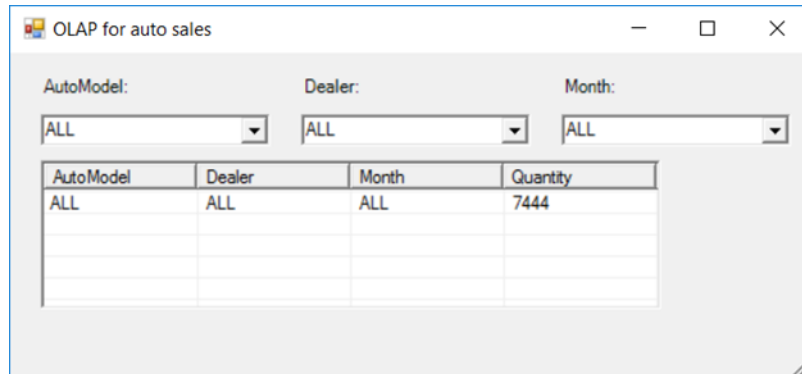 OLAP for auto sales
AutoModel: Dealer: Month:
ALL ALL ALL
AutoModel Dealer Month Quantity
ALL ALL ALL 7444